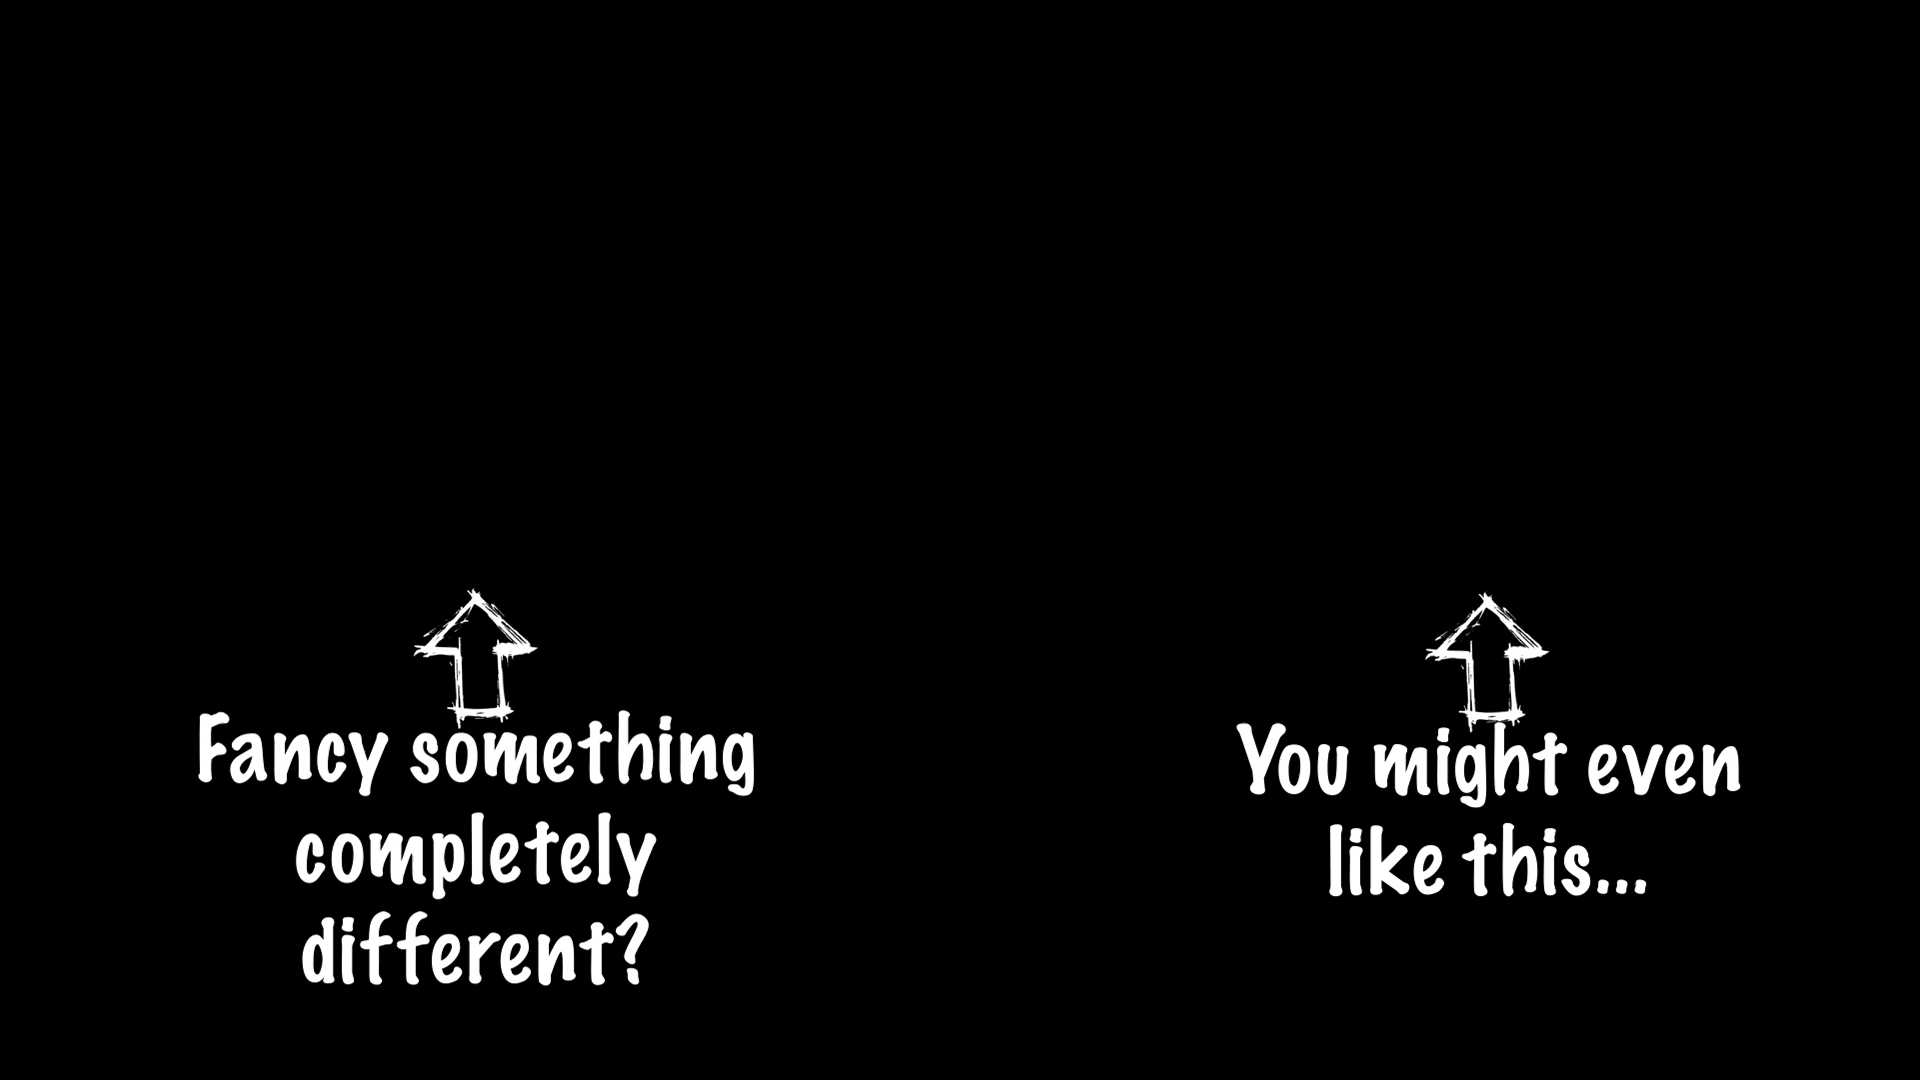 Fancy something
completely
different?
You might even
like this...